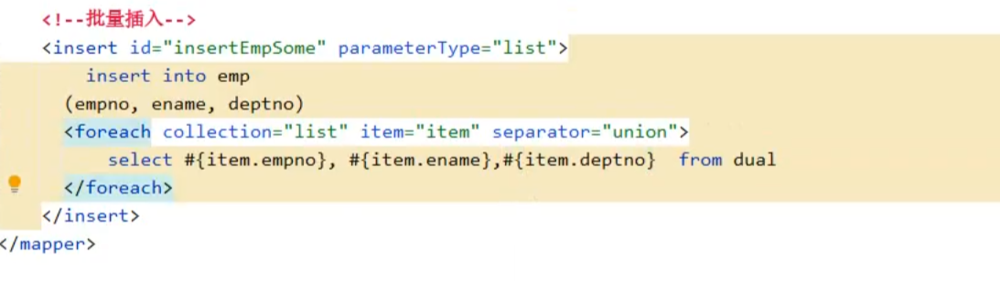 <!--批量插入-->
<insert id="insertEmpSome" parameterType="list">
insert into emp
(empno, ename, deptno)
<foreach collection="list" item="item" separator="union">
select #{item.empno}, #{item.ename},#{item.deptno}  from dual
</foreach>
</insert>
</mapper>